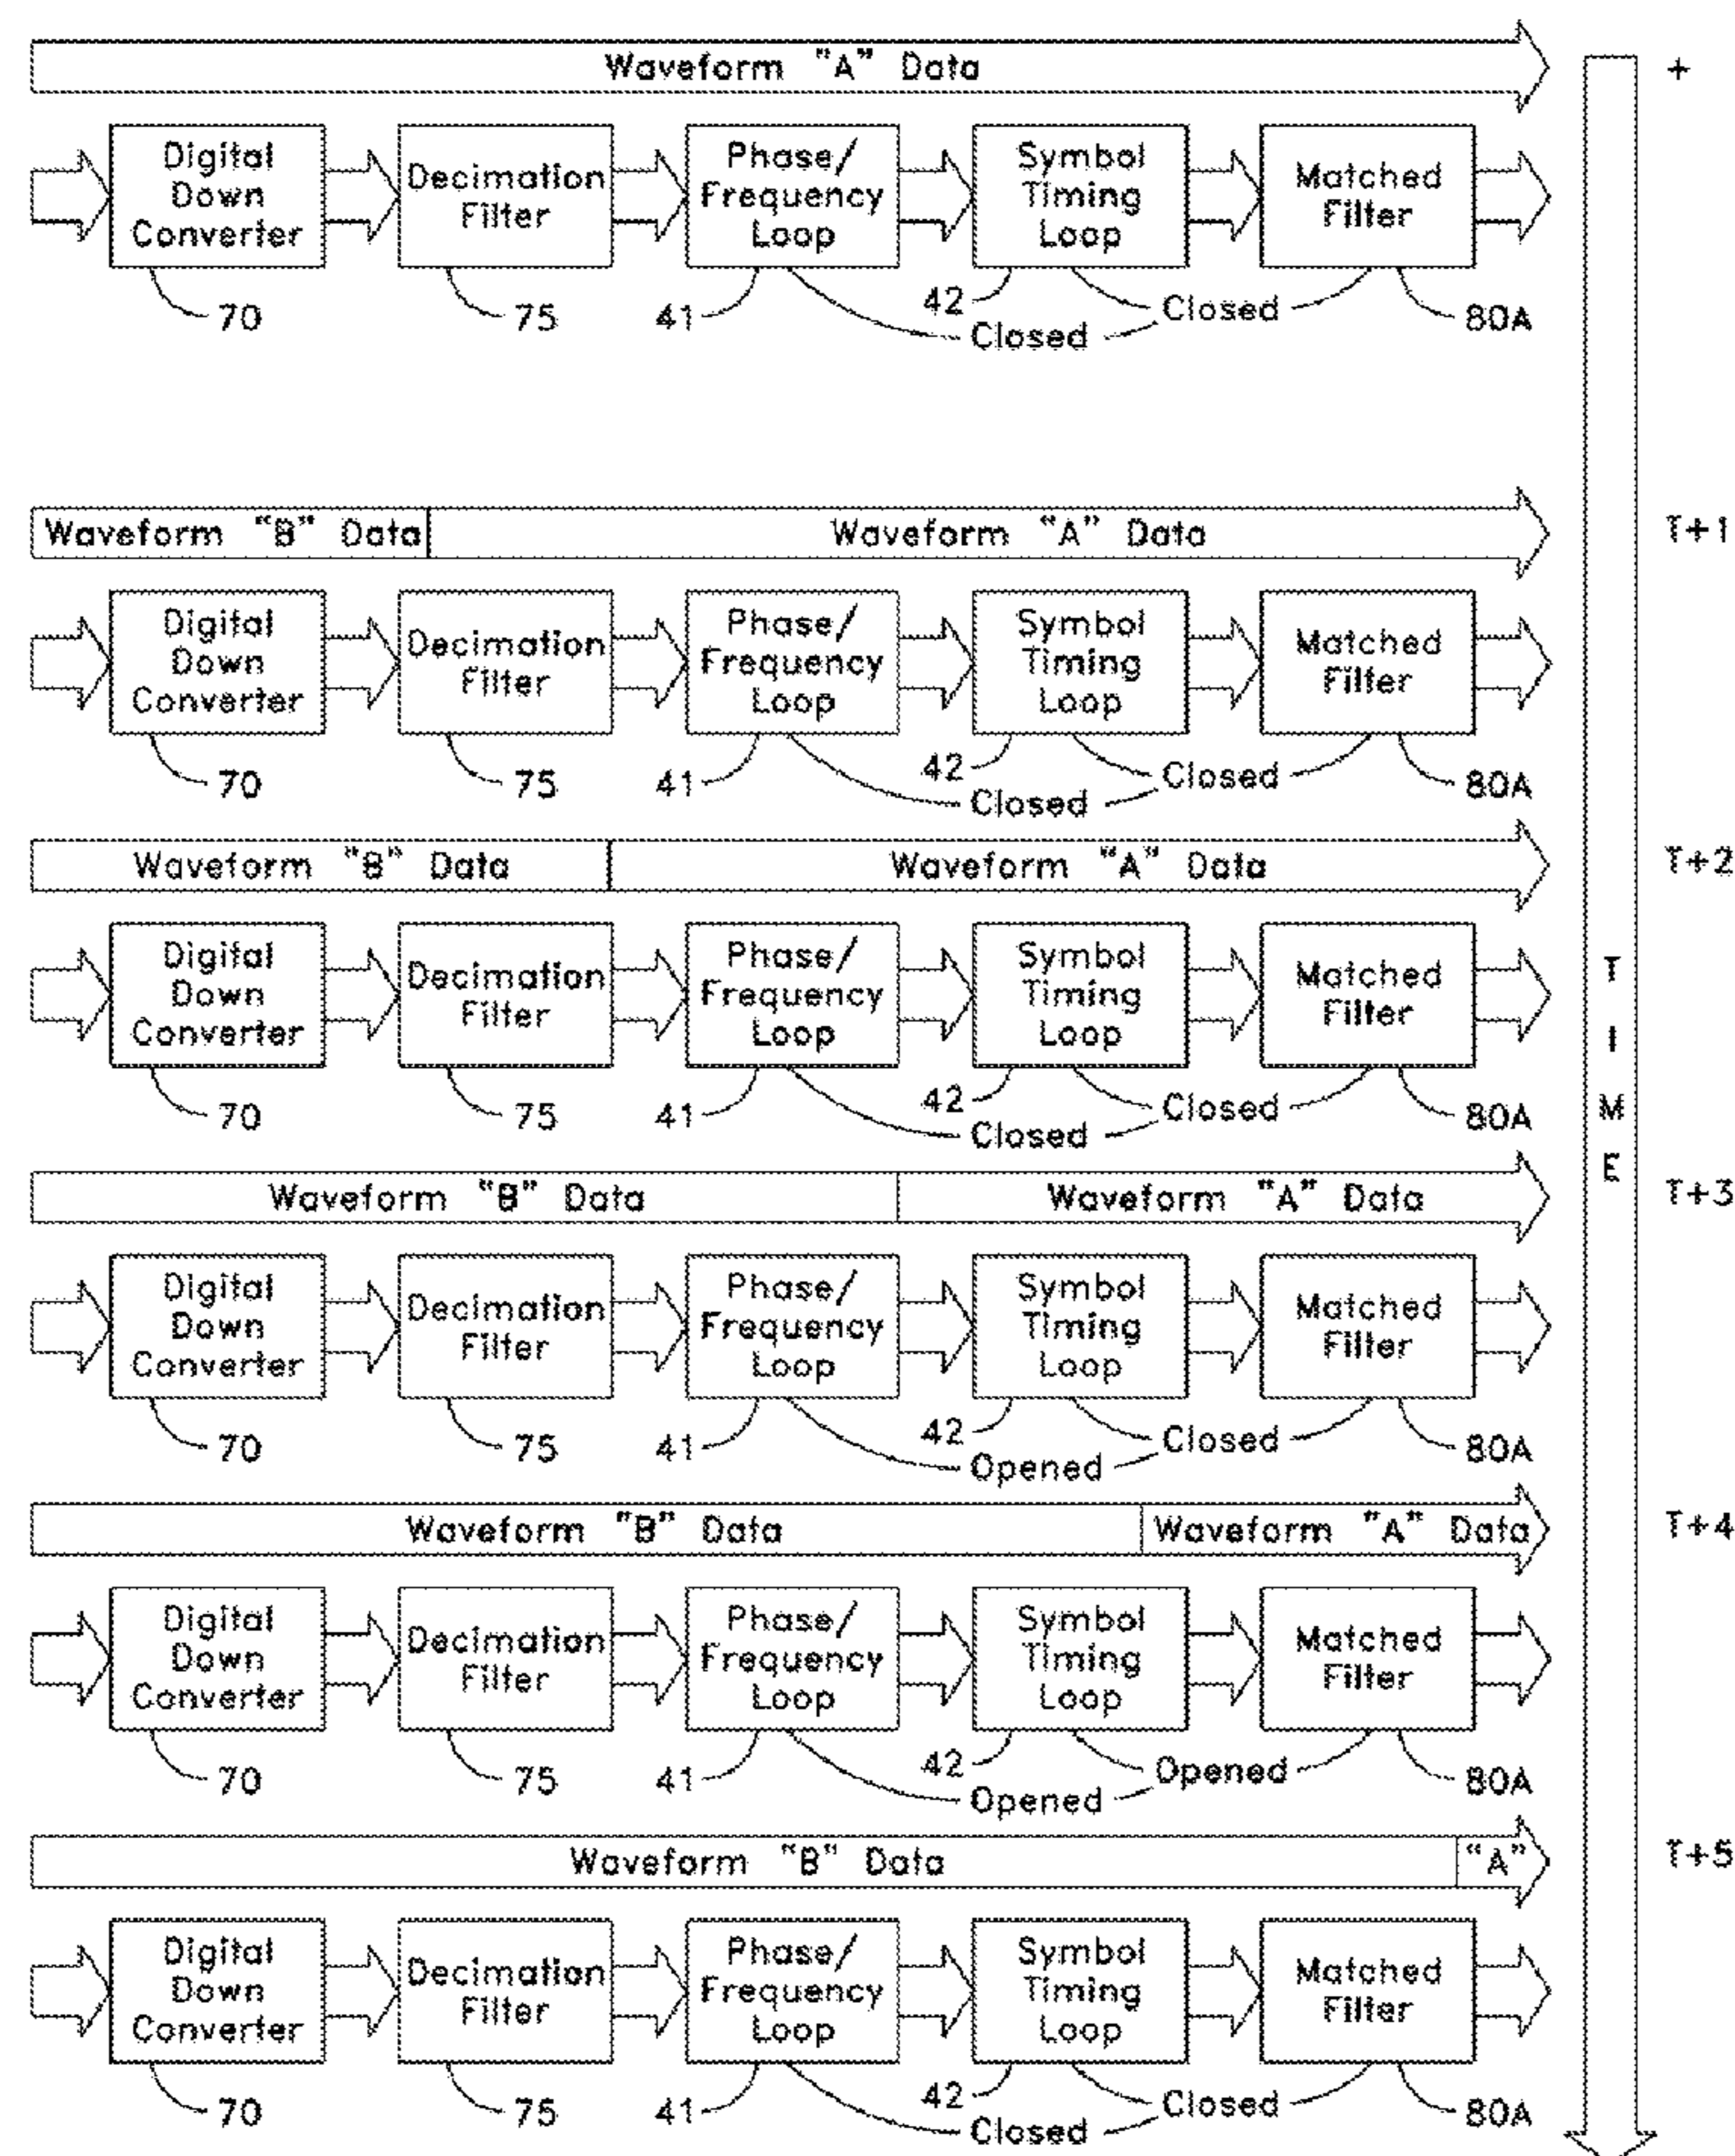 Waveform "A" Data
+
Digital Down Converter
Decimation Filter
Phase/ Frequency Loop
Symbol Timing Loop
Matched Filter
70
75
41
42
Closed
Closed
80A
Waveform "B" Data
Waveform "A" Data
T+1
Digital Down Converter
Decimation Filter
Phase/ Frequency Loop
Symbol Timing Loop
Matched Filter
70
75
41
42
Closed
Closed
80A
Waveform "B" Data
Waveform "A" Data
T+2
Digital Down Converter
Decimation Filter
Phase/ Frequency Loop
Symbol Timing Loop
Matched Filter
70
75
41
42
Closed
Closed
80A
TIME
Waveform "B" Data
Waveform "A" Data
T+3
Digital Down Converter
Decimation Filter
Phase/ Frequency Loop
Symbol Timing Loop
Matched Filter
70
75
41
42
Opened
Closed
80A
Waveform "B" Data
Waveform "A" Data
T+4
Digital Down Converter
Decimation Filter
Phase/ Frequency Loop
Symbol Timing Loop
Matched Filter
70
75
41
42
Opened
Opened
80A
Waveform "B" Data
"A"
T+5
Digital Down Converter
Decimation Filter
Phase/ Frequency Loop
Symbol Timing Loop
Matched Filter
70
75
41
42
Closed
Closed
80A